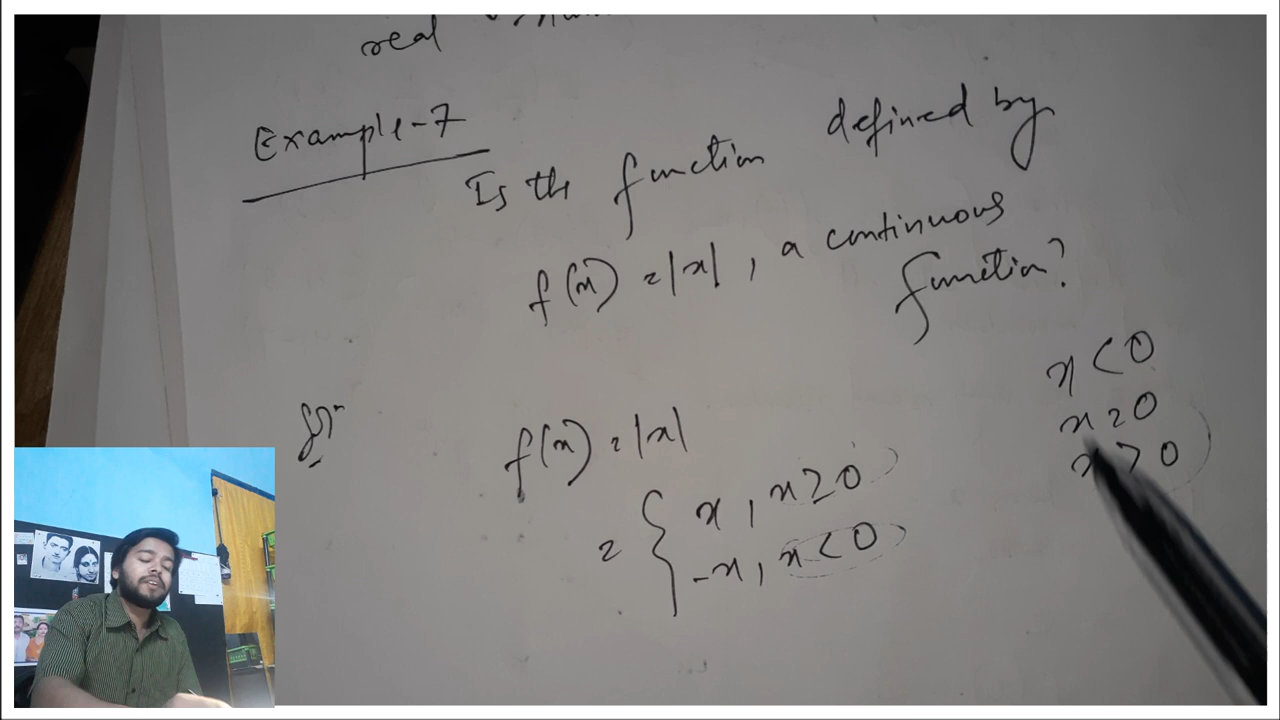 real
Example-7
Is the function defined by
f(x) = |x|, a continuous
function?
x < 0
x = 0
x > 0
f(x) = |x|
= { x, x ≥ 0
-x, x < 0